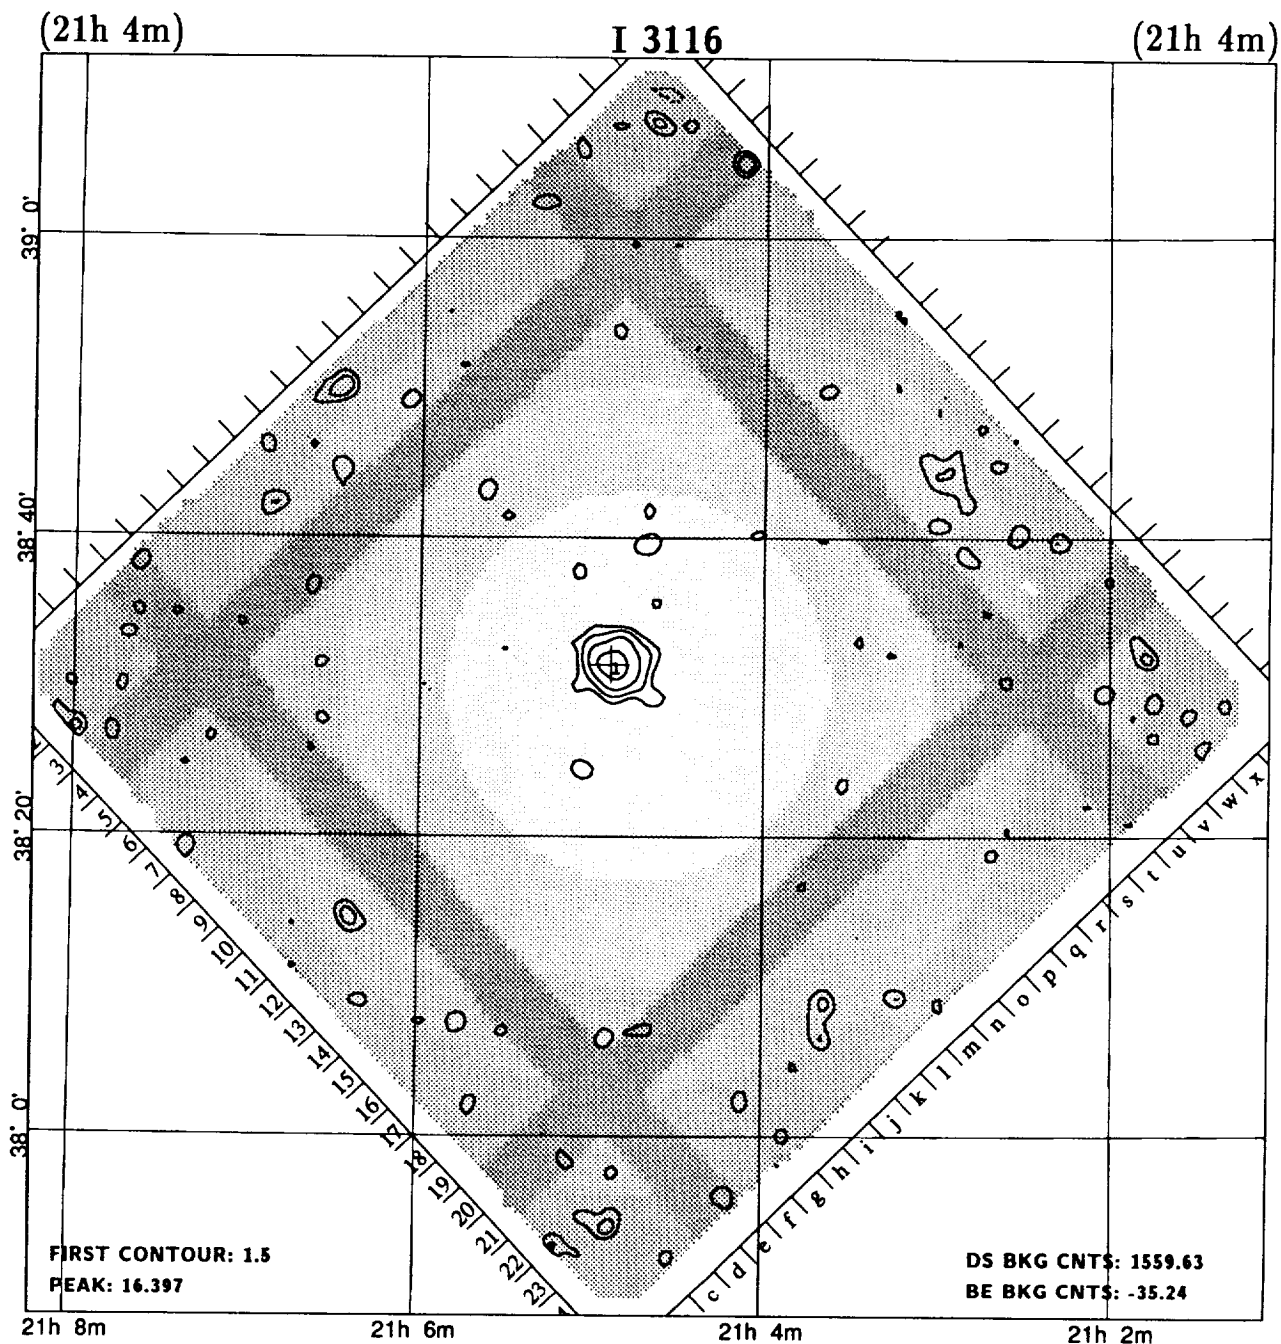 (21h 4m)
I 3116
(21h 4m)
39° 0'
38° 40'
38° 20'
38° 0'
3
4
5
6
7
8
9
10
11
12
13
14
15
16
17
18
19
20
21
22
23
c
d
e
f
g
h
i
j
k
l
m
n
o
p
q
r
s
t
u
v
w
x
FIRST CONTOUR: 1.5
PEAK: 16.397
DS BKG CNTS: 1559.63
BE BKG CNTS: -35.24
21h 8m
21h 6m
21h 4m
21h 2m